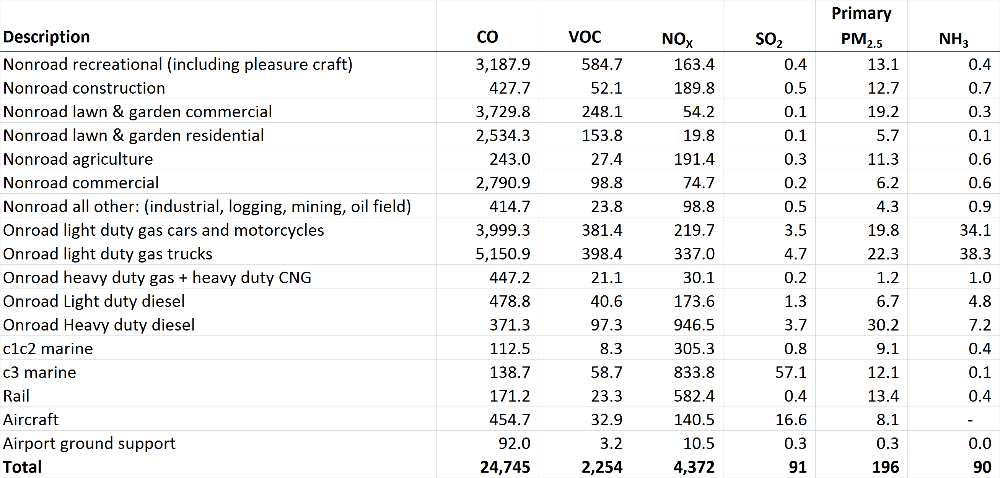 Description CO VOC NOX SO2 Primary PM2.5 NH3
Nonroad recreational (including pleasure craft) 3,187.9 584.7 163.4 0.4 13.1 0.4
Nonroad construction 427.7 52.1 189.8 0.5 12.7 0.7
Nonroad lawn & garden commercial 3,729.8 248.1 54.2 0.1 19.2 0.3
Nonroad lawn & garden residential 2,534.3 153.8 19.8 0.1 5.7 0.1
Nonroad agriculture 243.0 27.4 191.4 0.3 11.3 0.6
Nonroad commercial 2,790.9 98.8 74.7 0.2 6.2 0.6
Nonroad all other: (industrial, logging, mining, oil field) 414.7 23.8 98.8 0.5 4.3 0.9
Onroad light duty gas cars and motorcycles 3,999.3 381.4 219.7 3.5 19.8 34.1
Onroad light duty gas trucks 5,150.9 398.4 337.0 4.7 22.3 38.3
Onroad heavy duty gas + heavy duty CNG 447.2 21.1 30.1 0.2 1.2 1.0
Onroad Light duty diesel 478.8 40.6 173.6 1.3 6.7 4.8
Onroad Heavy duty diesel 371.3 97.3 946.5 3.7 30.2 7.2
c1c2 marine 112.5 8.3 305.3 0.8 9.1 0.4
c3 marine 138.7 58.7 833.8 57.1 12.1 0.1
Rail 171.2 23.3 582.4 0.4 13.4 0.4
Aircraft 454.7 32.9 140.5 16.6 8.1 -
Airport ground support 92.0 3.2 10.5 0.3 0.3 0.0
Total 24,745 2,254 4,372 91 196 90